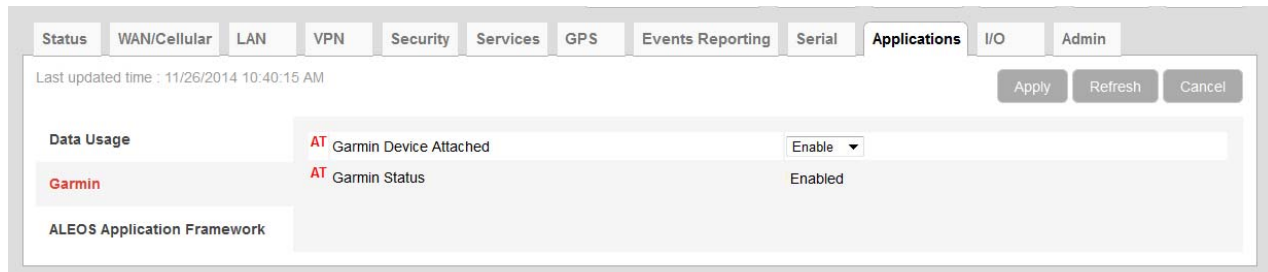 Status WAN/Cellular LAN VPN Security Services GPS Events Reporting Serial Applications I/O Admin
Last updated time : 11/26/2014 10:40:15 AM
Apply Refresh Cancel
Data Usage
Garmin
ALEOS Application Framework
AT Garmin Device Attached Enable
AT Garmin Status Enabled